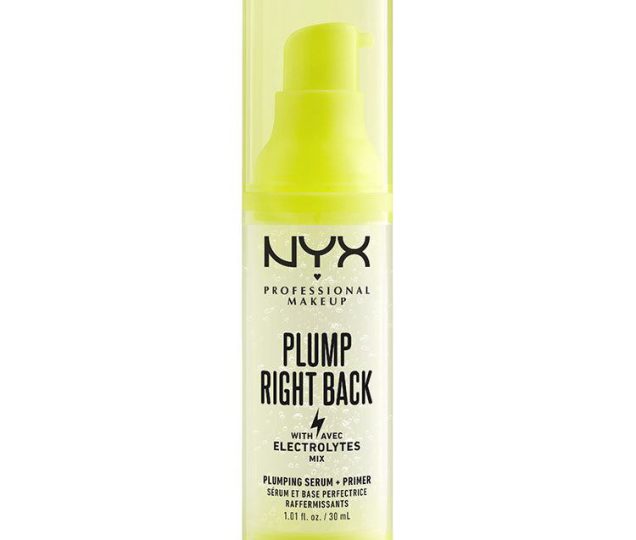 NYX
PROFESSIONAL
MAKEUP
PLUMP
RIGHT BACK
WITH AVEC
ELECTROLYTES
MIX
PLUMPING SERUM + PRIMER
SÉRUM ET BASE PERFECTRICE
RAFFERMISSANTS
1.01 fl. oz. / 30 mL